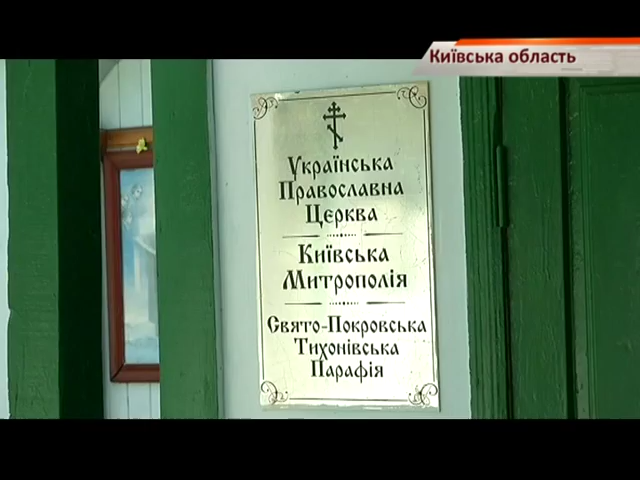 Київська область
Українська
Православна
Церква
Київська
Митрополія
Свято-Покровська
Тихонівська
Парафія